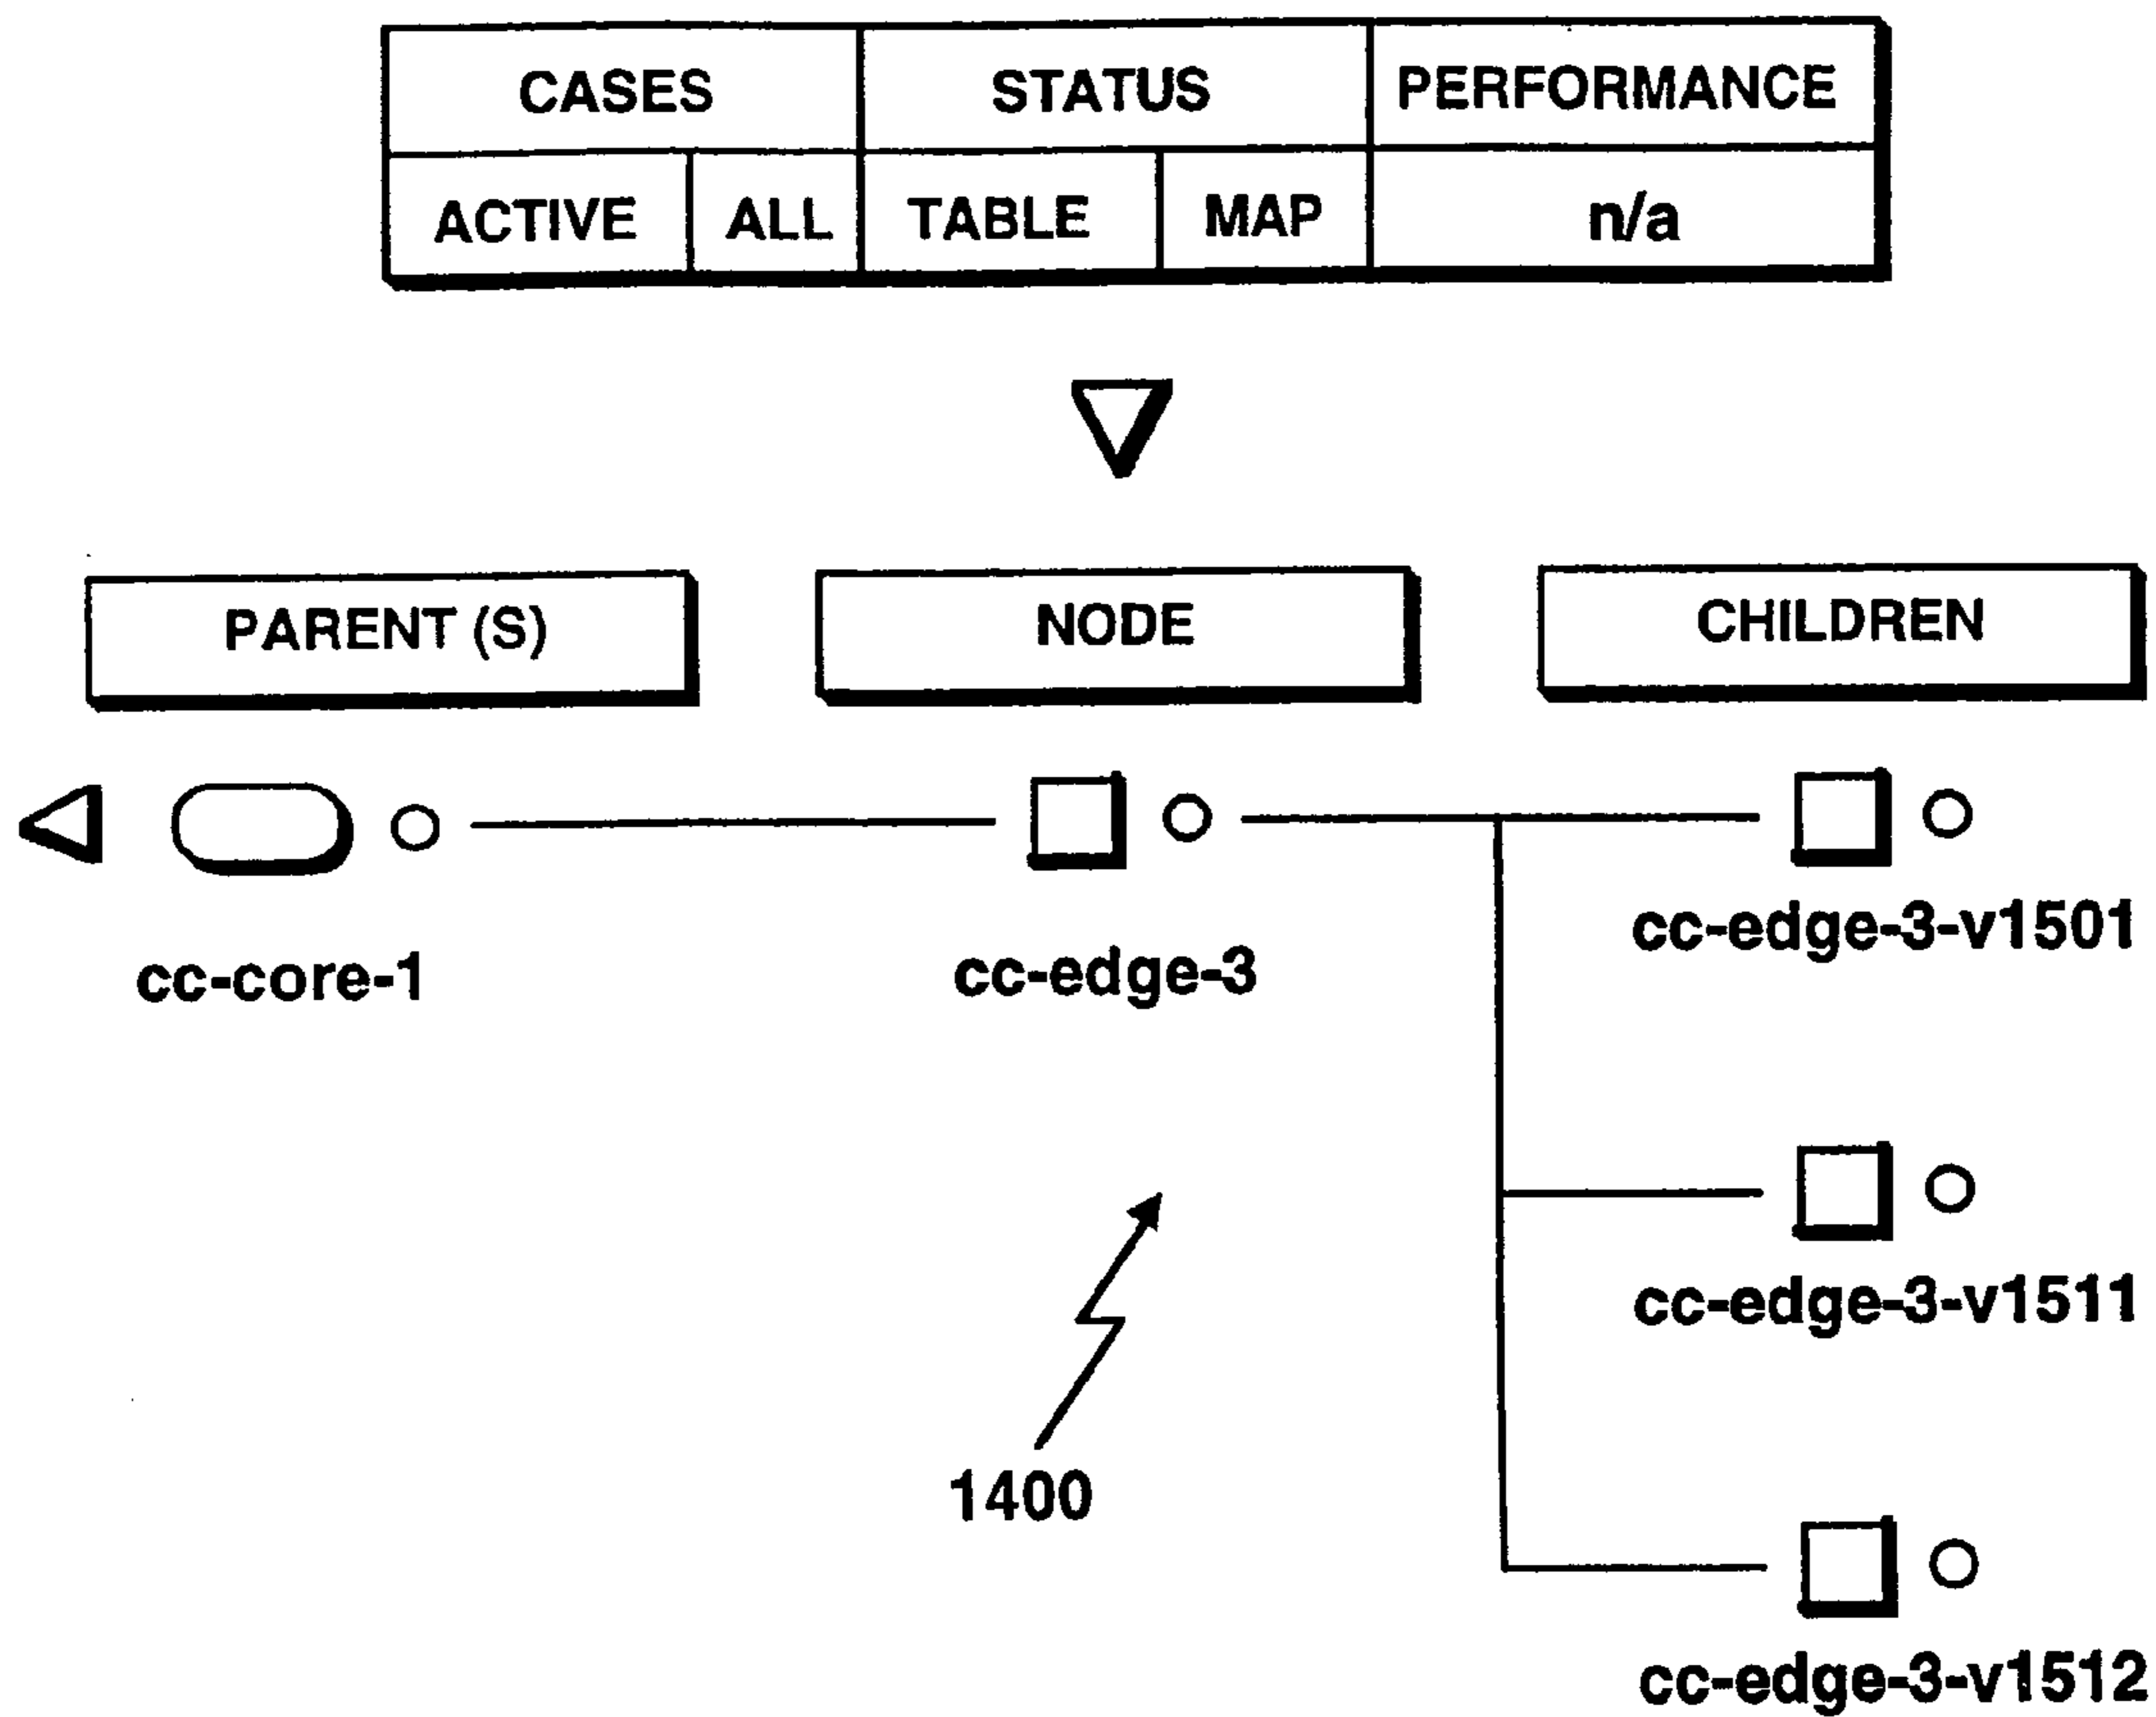 CASES STATUS PERFORMANCE
ACTIVE ALL TABLE MAP n/a
PARENT (S) NODE CHILDREN
cc-core-1 cc-edge-3 cc-edge-3-v1501
cc-edge-3-v1511
1400
cc-edge-3-v1512